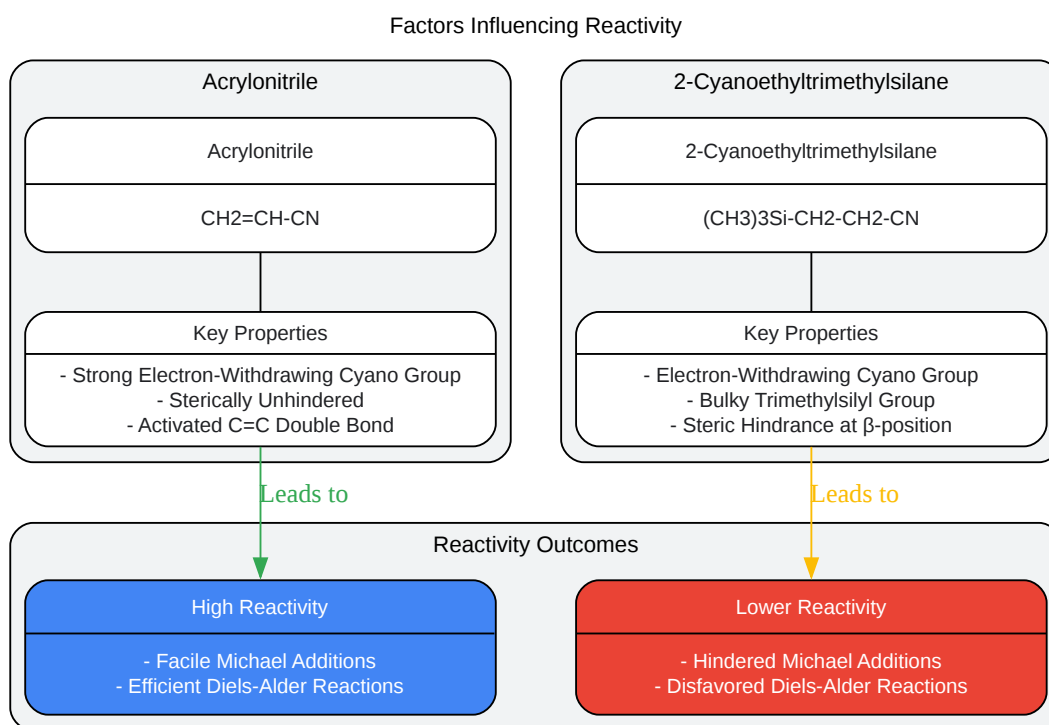 Factors Influencing Reactivity
Acrylonitrile
Acrylonitrile
CH2=CH-CN
Key Properties
- Strong Electron-Withdrawing Cyano Group
- Sterically Unhindered
- Activated C=C Double Bond
Leads to
2-Cyanoethyltrimethylsilane
2-Cyanoethyltrimethylsilane
(CH3)3Si-CH2-CH2-CN
Key Properties
- Electron-Withdrawing Cyano Group
- Bulky Trimethylsilyl Group
- Steric Hindrance at β-position
Leads to
Reactivity Outcomes
High Reactivity
- Facile Michael Additions
- Efficient Diels-Alder Reactions
Lower Reactivity
- Hindered Michael Additions
- Disfavored Diels-Alder Reactions